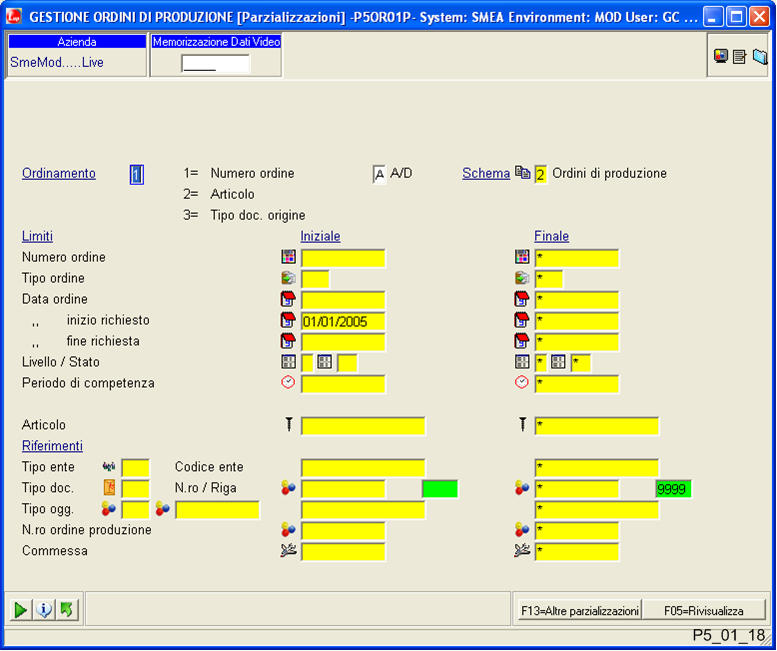 GESTIONE ORDINI DI PRODUZIONE [Parzializzazioni] -P5OR01P- System: SMEA Environment: MOD User: GC ...
Azienda Memorizzazione Dati Video
SmeMod.....Live _____
Ordinamento 1 1= Numero ordine A A/D Schema 2 Ordini di produzione
2= Articolo
3= Tipo doc. origine
Limiti Iniziale Finale
Numero ordine *
Tipo ordine *
Data ordine *
,, inizio richiesto 01/01/2005 *
,, fine richiesta *
Livello / Stato * *
Periodo di competenza *
Articolo *
Riferimenti
Tipo ente Codice ente *
Tipo doc. N.ro / Riga * 9999
Tipo ogg. *
N.ro ordine produzione *
Commessa *
F13=Altre parzializzazioni F05=Rivisualizza
P5_01_18